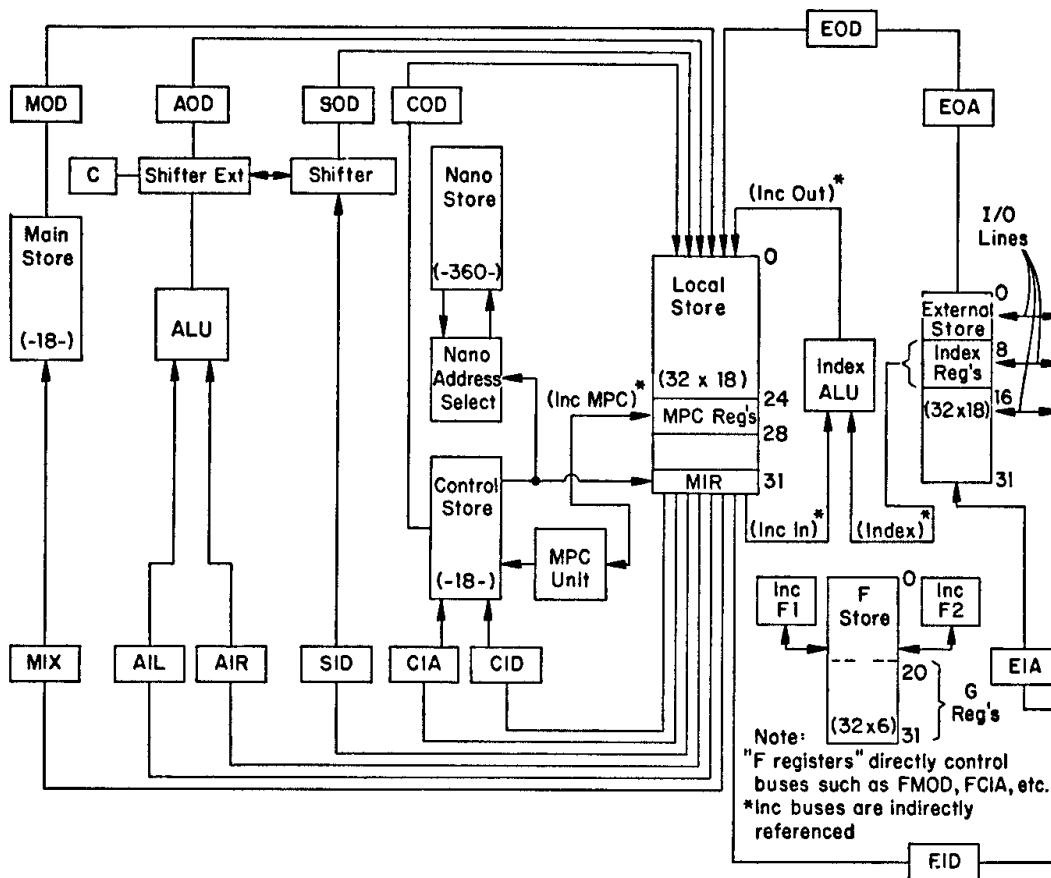 EOD
MOD
AOD
SOD
COD
EOA
C
Shifter Ext
Shifter
Nano
Store
(-360-)
(Inc Out)*
I/O
Lines
Main
Store
(-18-)
ALU
Nano
Address
Select
(Inc MPC)*
0
Local
Store
(32 x 18)
24
MPC Reg's
28
MIR
31
Index
ALU
0
External
Store
8
Index
Reg's
16
(32x18)
31
Control
Store
(-18-)
MPC
Unit
(Inc In)*
(Index)*
Inc
F1
F
Store
0
Inc
F2
20
G
Reg's
(32x6)
31
MIX
AIL
AIR
SID
CIA
CID
EIA
Note:
"F registers" directly control
buses such as FMOD, FCIA, etc.
*Inc buses are indirectly
referenced
EID